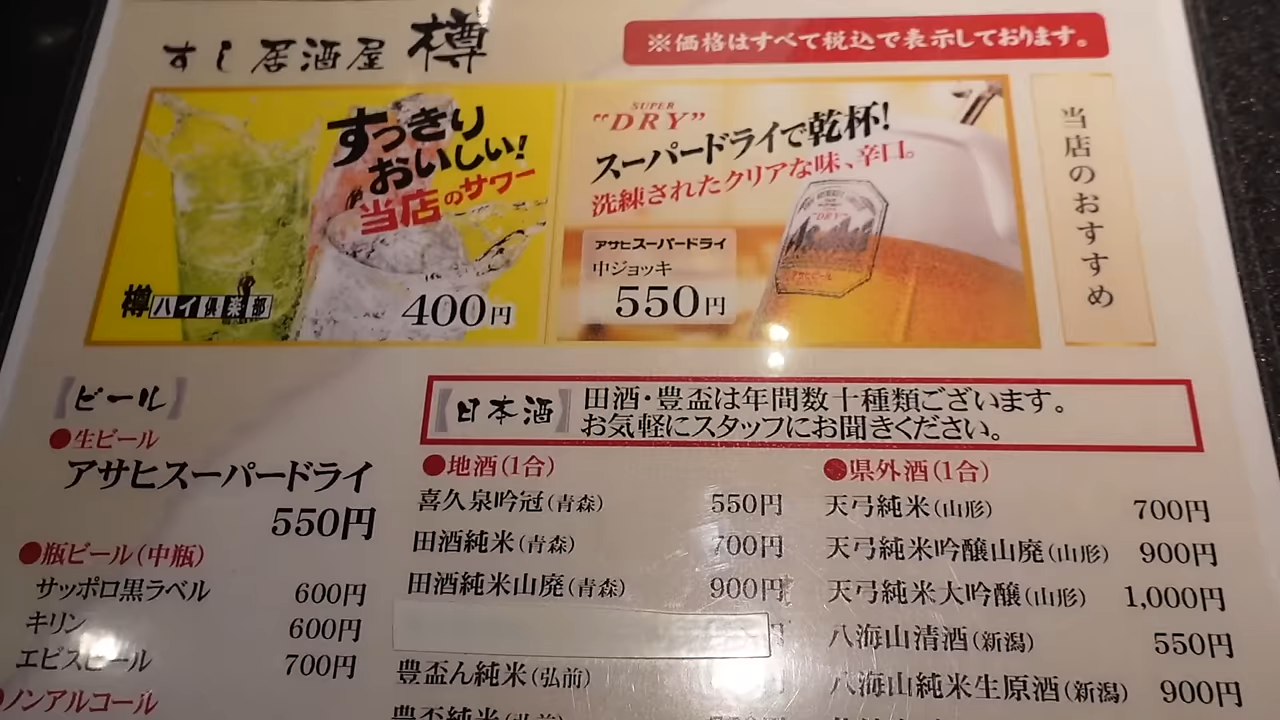 すし居酒屋 樽
※価格はすべて税込で表示しております。
すっきり
おいしい!
当店のサワー
樽ハイ倶楽部
400円
SUPER
"DRY"
スーパードライで乾杯!
洗練されたクリアな味、辛口。
アサヒスーパードライ
中ジョッキ
550円
"DRY"
アサヒビール
当店のおすすめ
【ビール】
●生ビール
アサヒスーパードライ
550円
●瓶ビール(中瓶)
サッポロ黒ラベル 600円
キリン 600円
エビスビール 700円
ノンアルコール
【日本酒】
田酒・豊盃は年間数十種類ございます。
お気軽にスタッフにお聞きください。
●地酒(1合)
喜久泉吟冠(青森) 550円
田酒純米(青森) 700円
田酒純米山廃(青森) 900円
豊盃ん純米(弘前)
豊盃純米
●県外酒(1合)
天弓純米(山形) 700円
天弓純米吟醸山廃(山形) 900円
天弓純米大吟醸(山形) 1,000円
八海山清酒(新潟) 550円
八海山純米生原酒(新潟) 900円